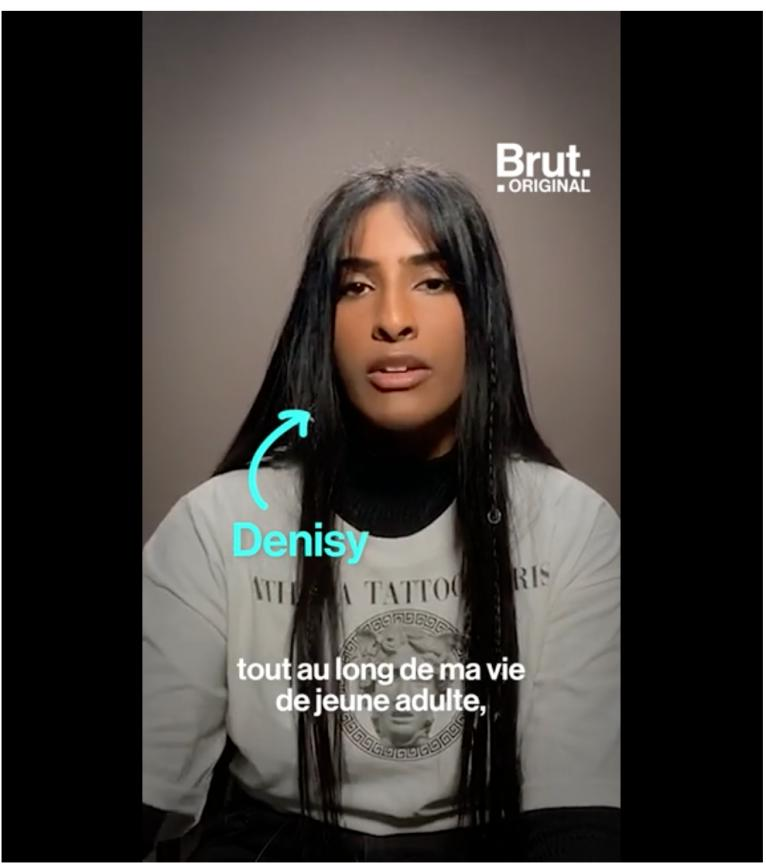 Brut.
ORIGINAL
Denisy
TATTOO
tout au long de ma vie
de jeune adulte,